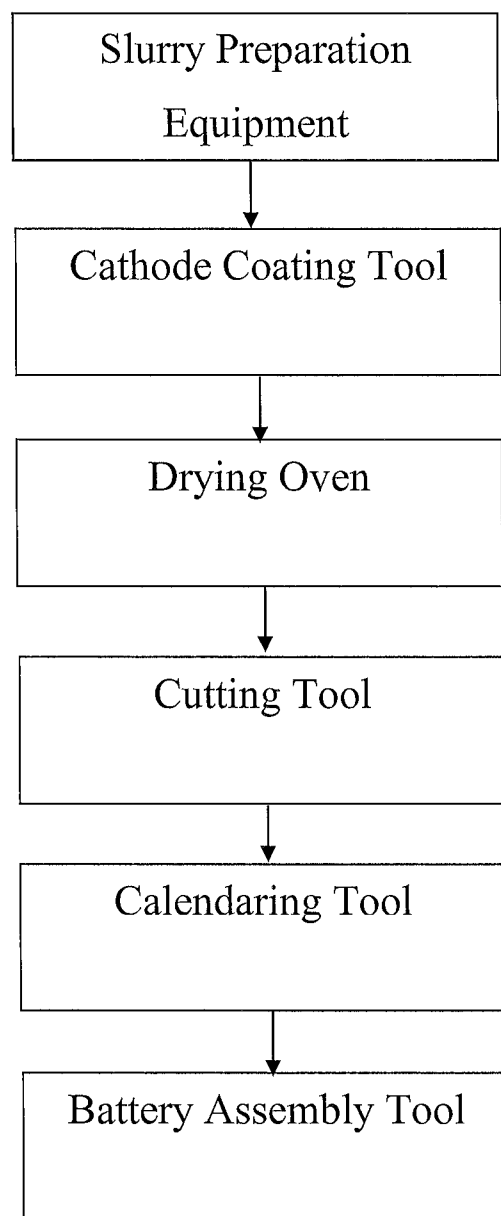 Slurry Preparation
Equipment
Cathode Coating Tool
Drying Oven
Cutting Tool
Calendaring Tool
Battery Assembly Tool